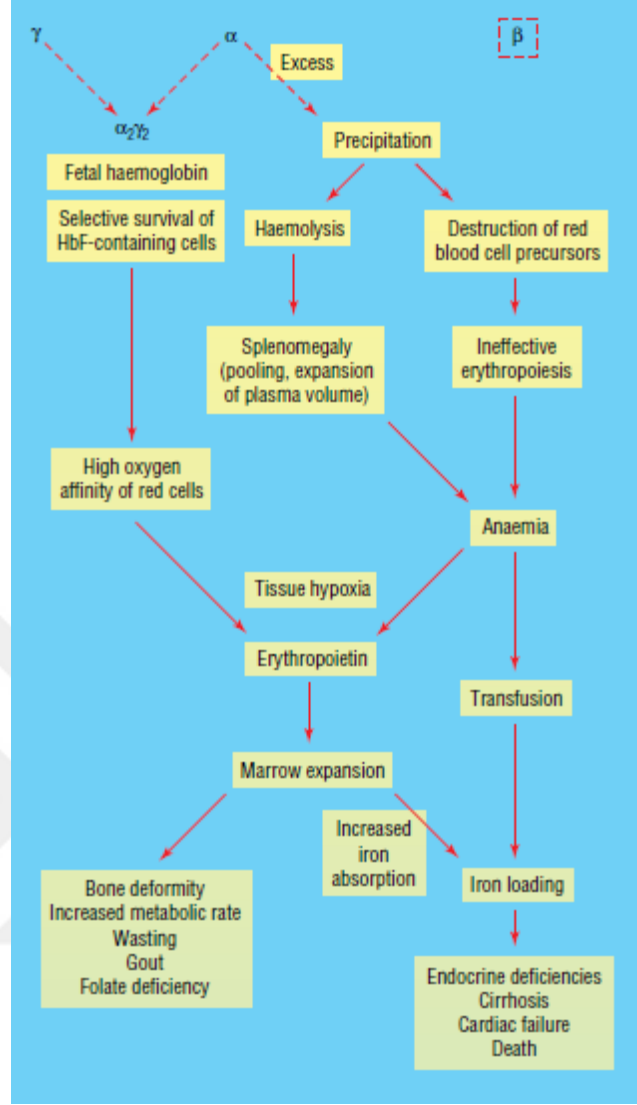 γ
α
β
Excess
α2γ2
Precipitation
Fetal haemoglobin
Selective survival of
HbF-containing cells
Haemolysis
Destruction of red
blood cell precursors
Splenomegaly
(pooling, expansion
of plasma volume)
Ineffective
erythropoiesis
High oxygen
affinity of red cells
Anaemia
Tissue hypoxia
Erythropoietin
Transfusion
Marrow expansion
Increased
iron
absorption
Iron loading
Bone deformity
Increased metabolic rate
Wasting
Gout
Folate deficiency
Endocrine deficiencies
Cirrhosis
Cardiac failure
Death